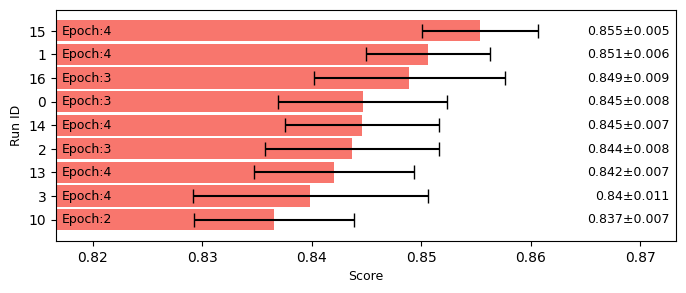 15 Epoch:4 0.855±0.005
1 Epoch:4 0.851±0.006
16 Epoch:3 0.849±0.009
0 Epoch:3 0.845±0.008
14 Epoch:4 0.845±0.007
2 Epoch:3 0.844±0.008
13 Epoch:4 0.842±0.007
3 Epoch:4 0.84±0.011
10 Epoch:2 0.837±0.007
Run ID
0.82 0.83 0.84 0.85 0.86 0.87
Score